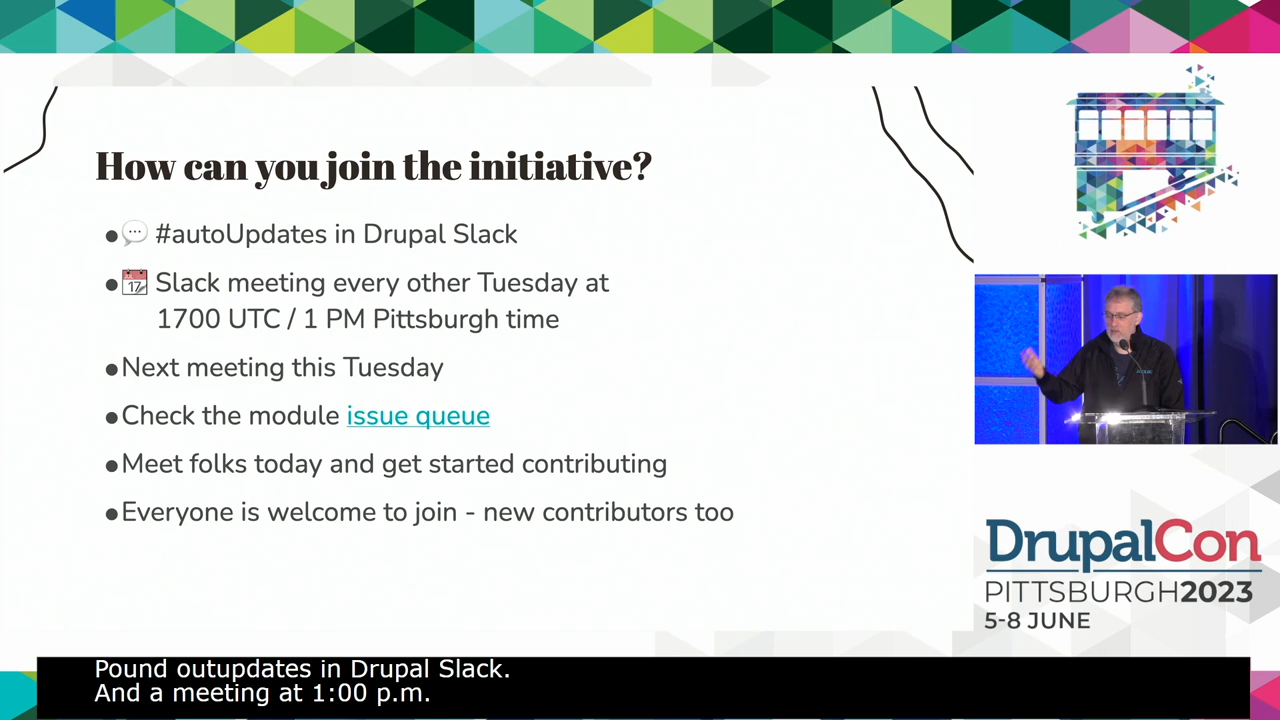 How can you join the initiative?
#autoUpdates in Drupal Slack
Slack meeting every other Tuesday at
1700 UTC / 1 PM Pittsburgh time
Next meeting this Tuesday
Check the module issue queue
Meet folks today and get started contributing
Everyone is welcome to join - new contributors too
DrupalCon
PITTSBURGH2023
5-8 JUNE
Pound outupdates in Drupal Slack.
And a meeting at 1:00 p.m.